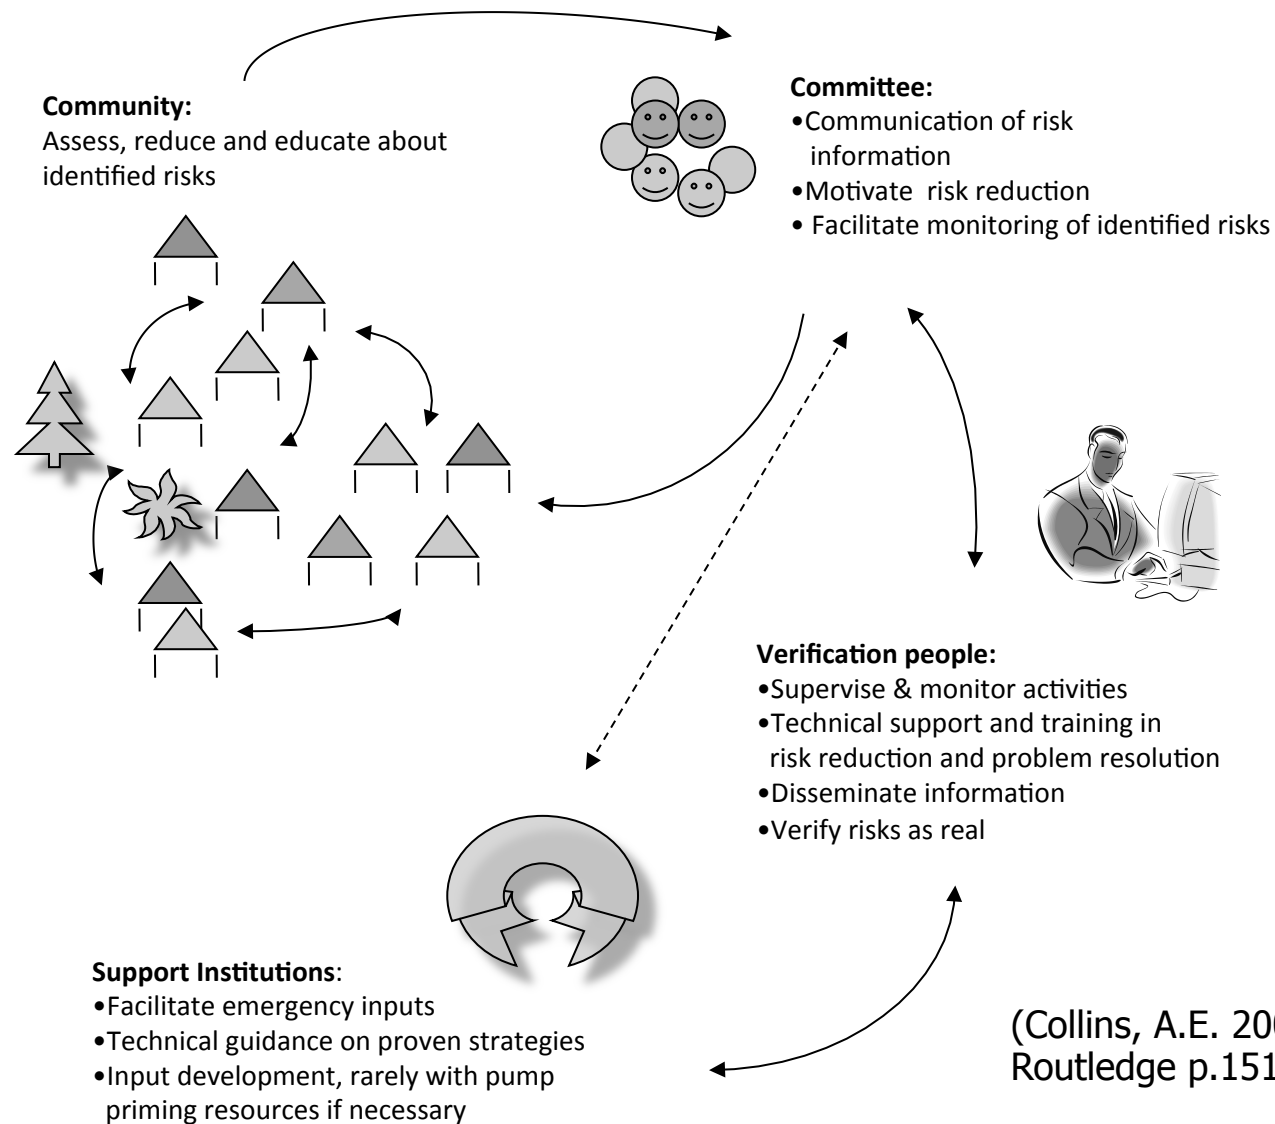 Community:
Assess, reduce and educate about
identified risks
Committee:
•Communication of risk
information
•Motivate risk reduction
• Facilitate monitoring of identified risks
Verification people:
•Supervise & monitor activities
•Technical support and training in
risk reduction and problem resolution
•Disseminate information
•Verify risks as real
Support Institutions:
•Facilitate emergency inputs
•Technical guidance on proven strategies
•Input development, rarely with pump
priming resources if necessary
(Collins, A.E. 200
Routledge p.151